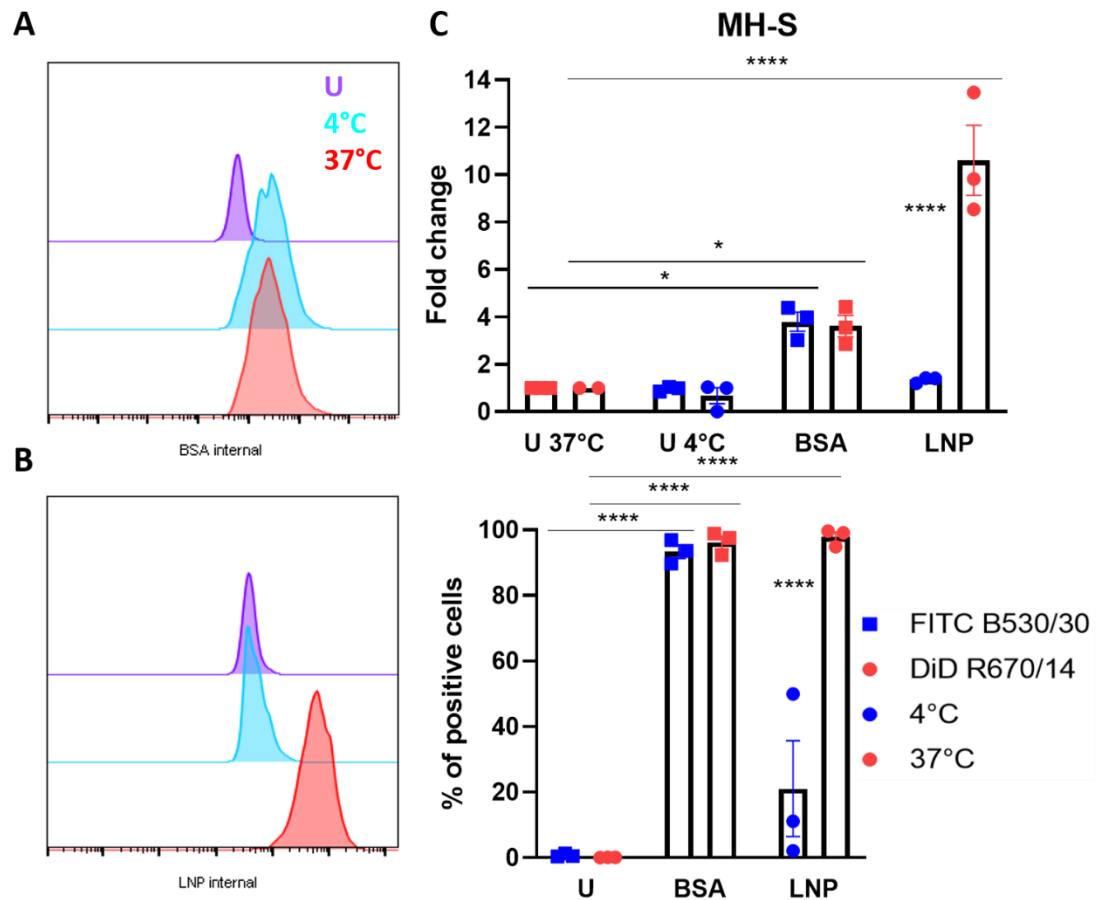 A
U
4°C
37°C
BSA internal
B
LNP internal
C
MH-S
****
14
12
10
8
6
4
2
0
Fold change
*
*
****
U 37°C
U 4°C
BSA
LNP
****
****
****
100
80
60
40
20
0
% of positive cells
****
U
BSA
LNP
FITC B530/30
DiD R670/14
4°C
37°C